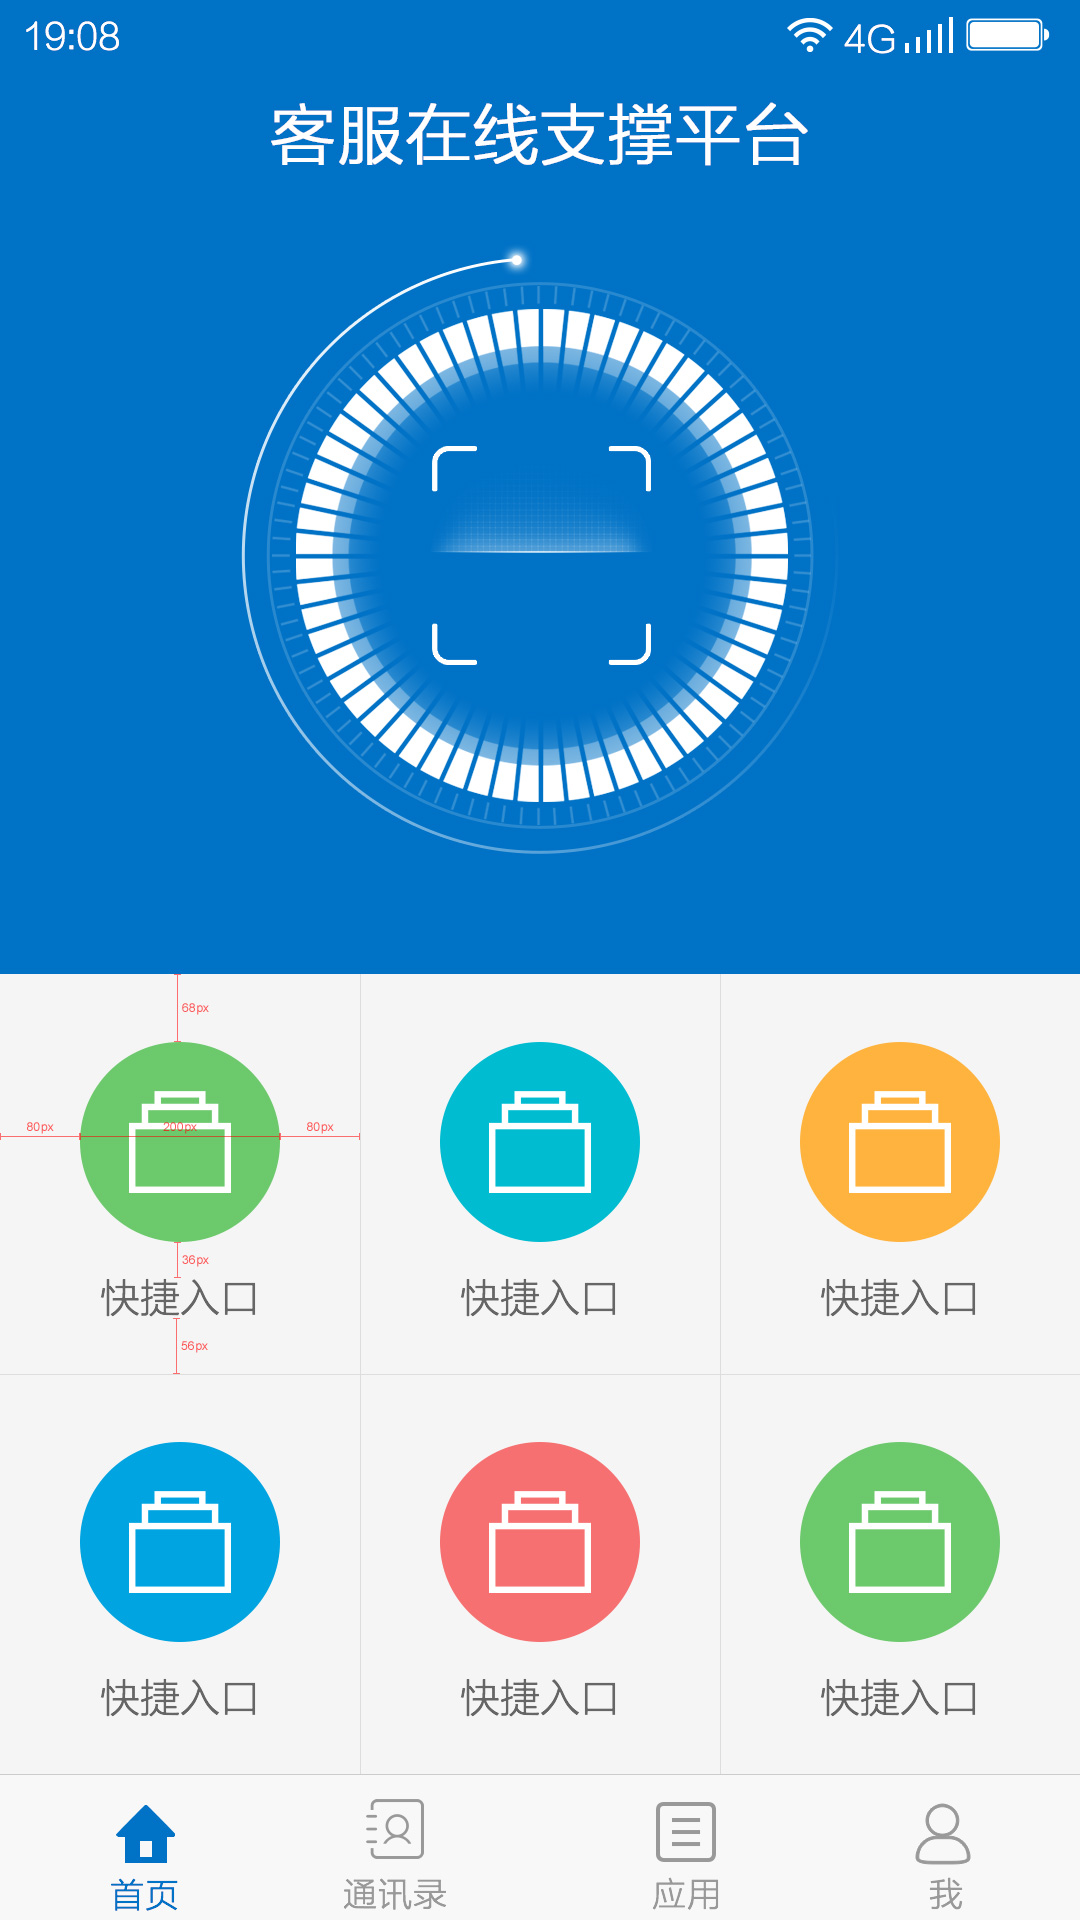 19:08 4G
客服在线支撑平台
68px
80px 200px 80px
36px
快捷入口 快捷入口 快捷入口
56px
快捷入口 快捷入口 快捷入口
首页 通讯录 应用 我